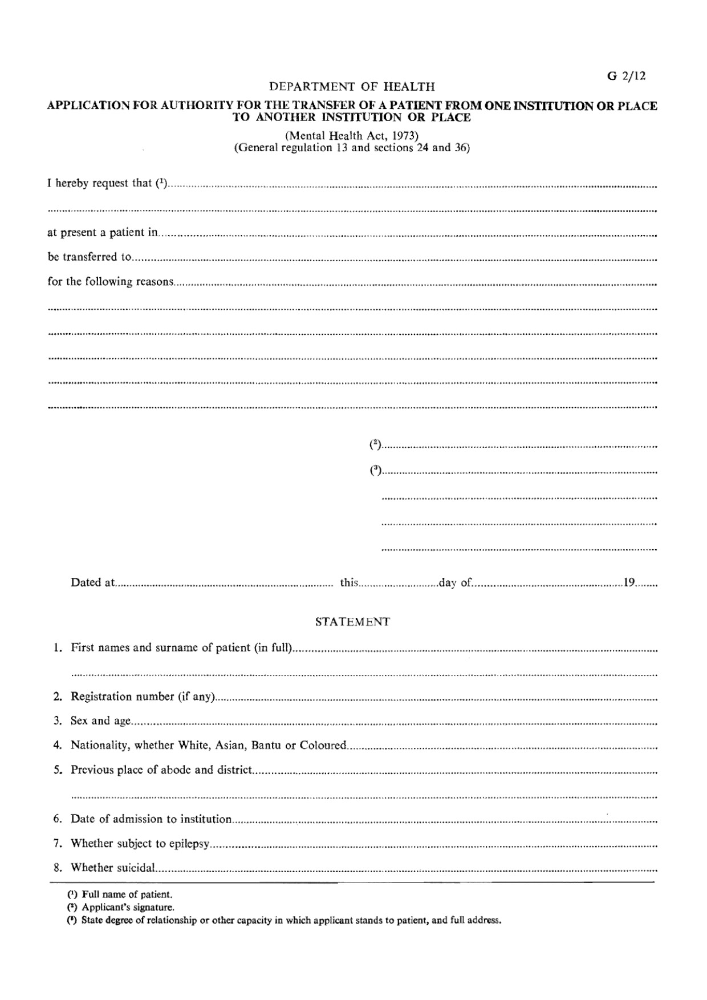 G 2/12
DEPARTMENT OF HEALTH
APPLICATION FOR AUTHORITY FOR THE TRANSFER OF A PATIENT FROM ONE INSTITUTION OR PLACE
TO ANOTHER INSTITUTION OR PLACE
(Mental Health Act, 1973)
(General regulation 13 and sections 24 and 36)
I hereby request that (¹)
at present a patient in
be transferred to
for the following reasons
(²)
(³)
Dated at this day of 19
STATEMENT
1. First names and surname of patient (in full)
2. Registration number (if any)
3. Sex and age
4. Nationality, whether White, Asian, Bantu or Coloured
5. Previous place of abode and district
6. Date of admission to institution
7. Whether subject to epilepsy
8. Whether suicidal
(¹) Full name of patient.
(²) Applicant's signature.
(³) State degree of relationship or other capacity in which applicant stands to patient, and full address.